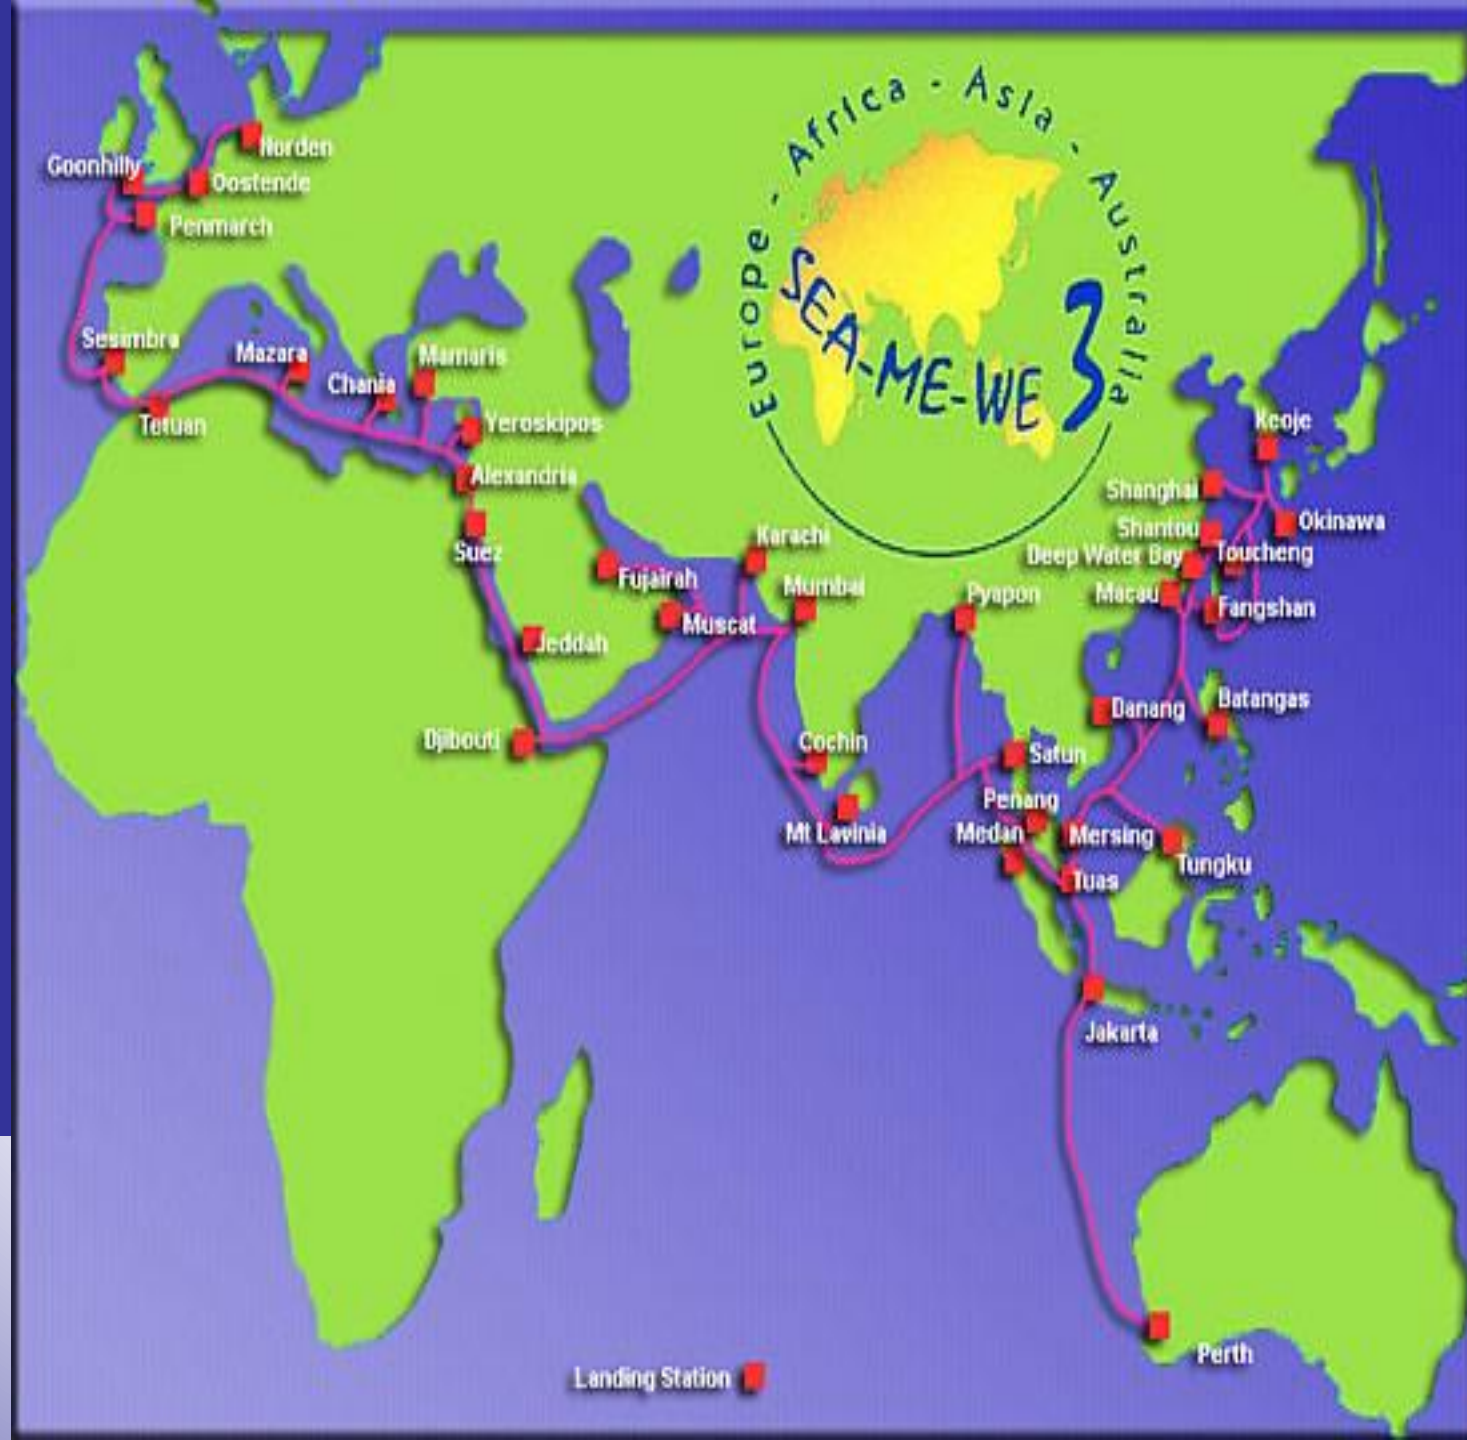 Europe - Africa - Asia - Australia
SEA-ME-WE 3
Norden
Goonhilly
Oostende
Penmarch
Sesimbra
Mazara
Mamaris
Chania
Tetuan
Yeroskipos
Alexandria
Suez
Keoje
Shanghai
Okinawa
Shantou
Karachi
Deep Water Bay
Toucheng
Fujairah
Mumbai
Pyapon
Macau
Fangshan
Muscat
Jeddah
Batangas
Danang
Djibouti
Cochin
Satun
Penang
Mt Lavinia
Medan
Mersing
Tungku
Tuas
Jakarta
Perth
Landing Station